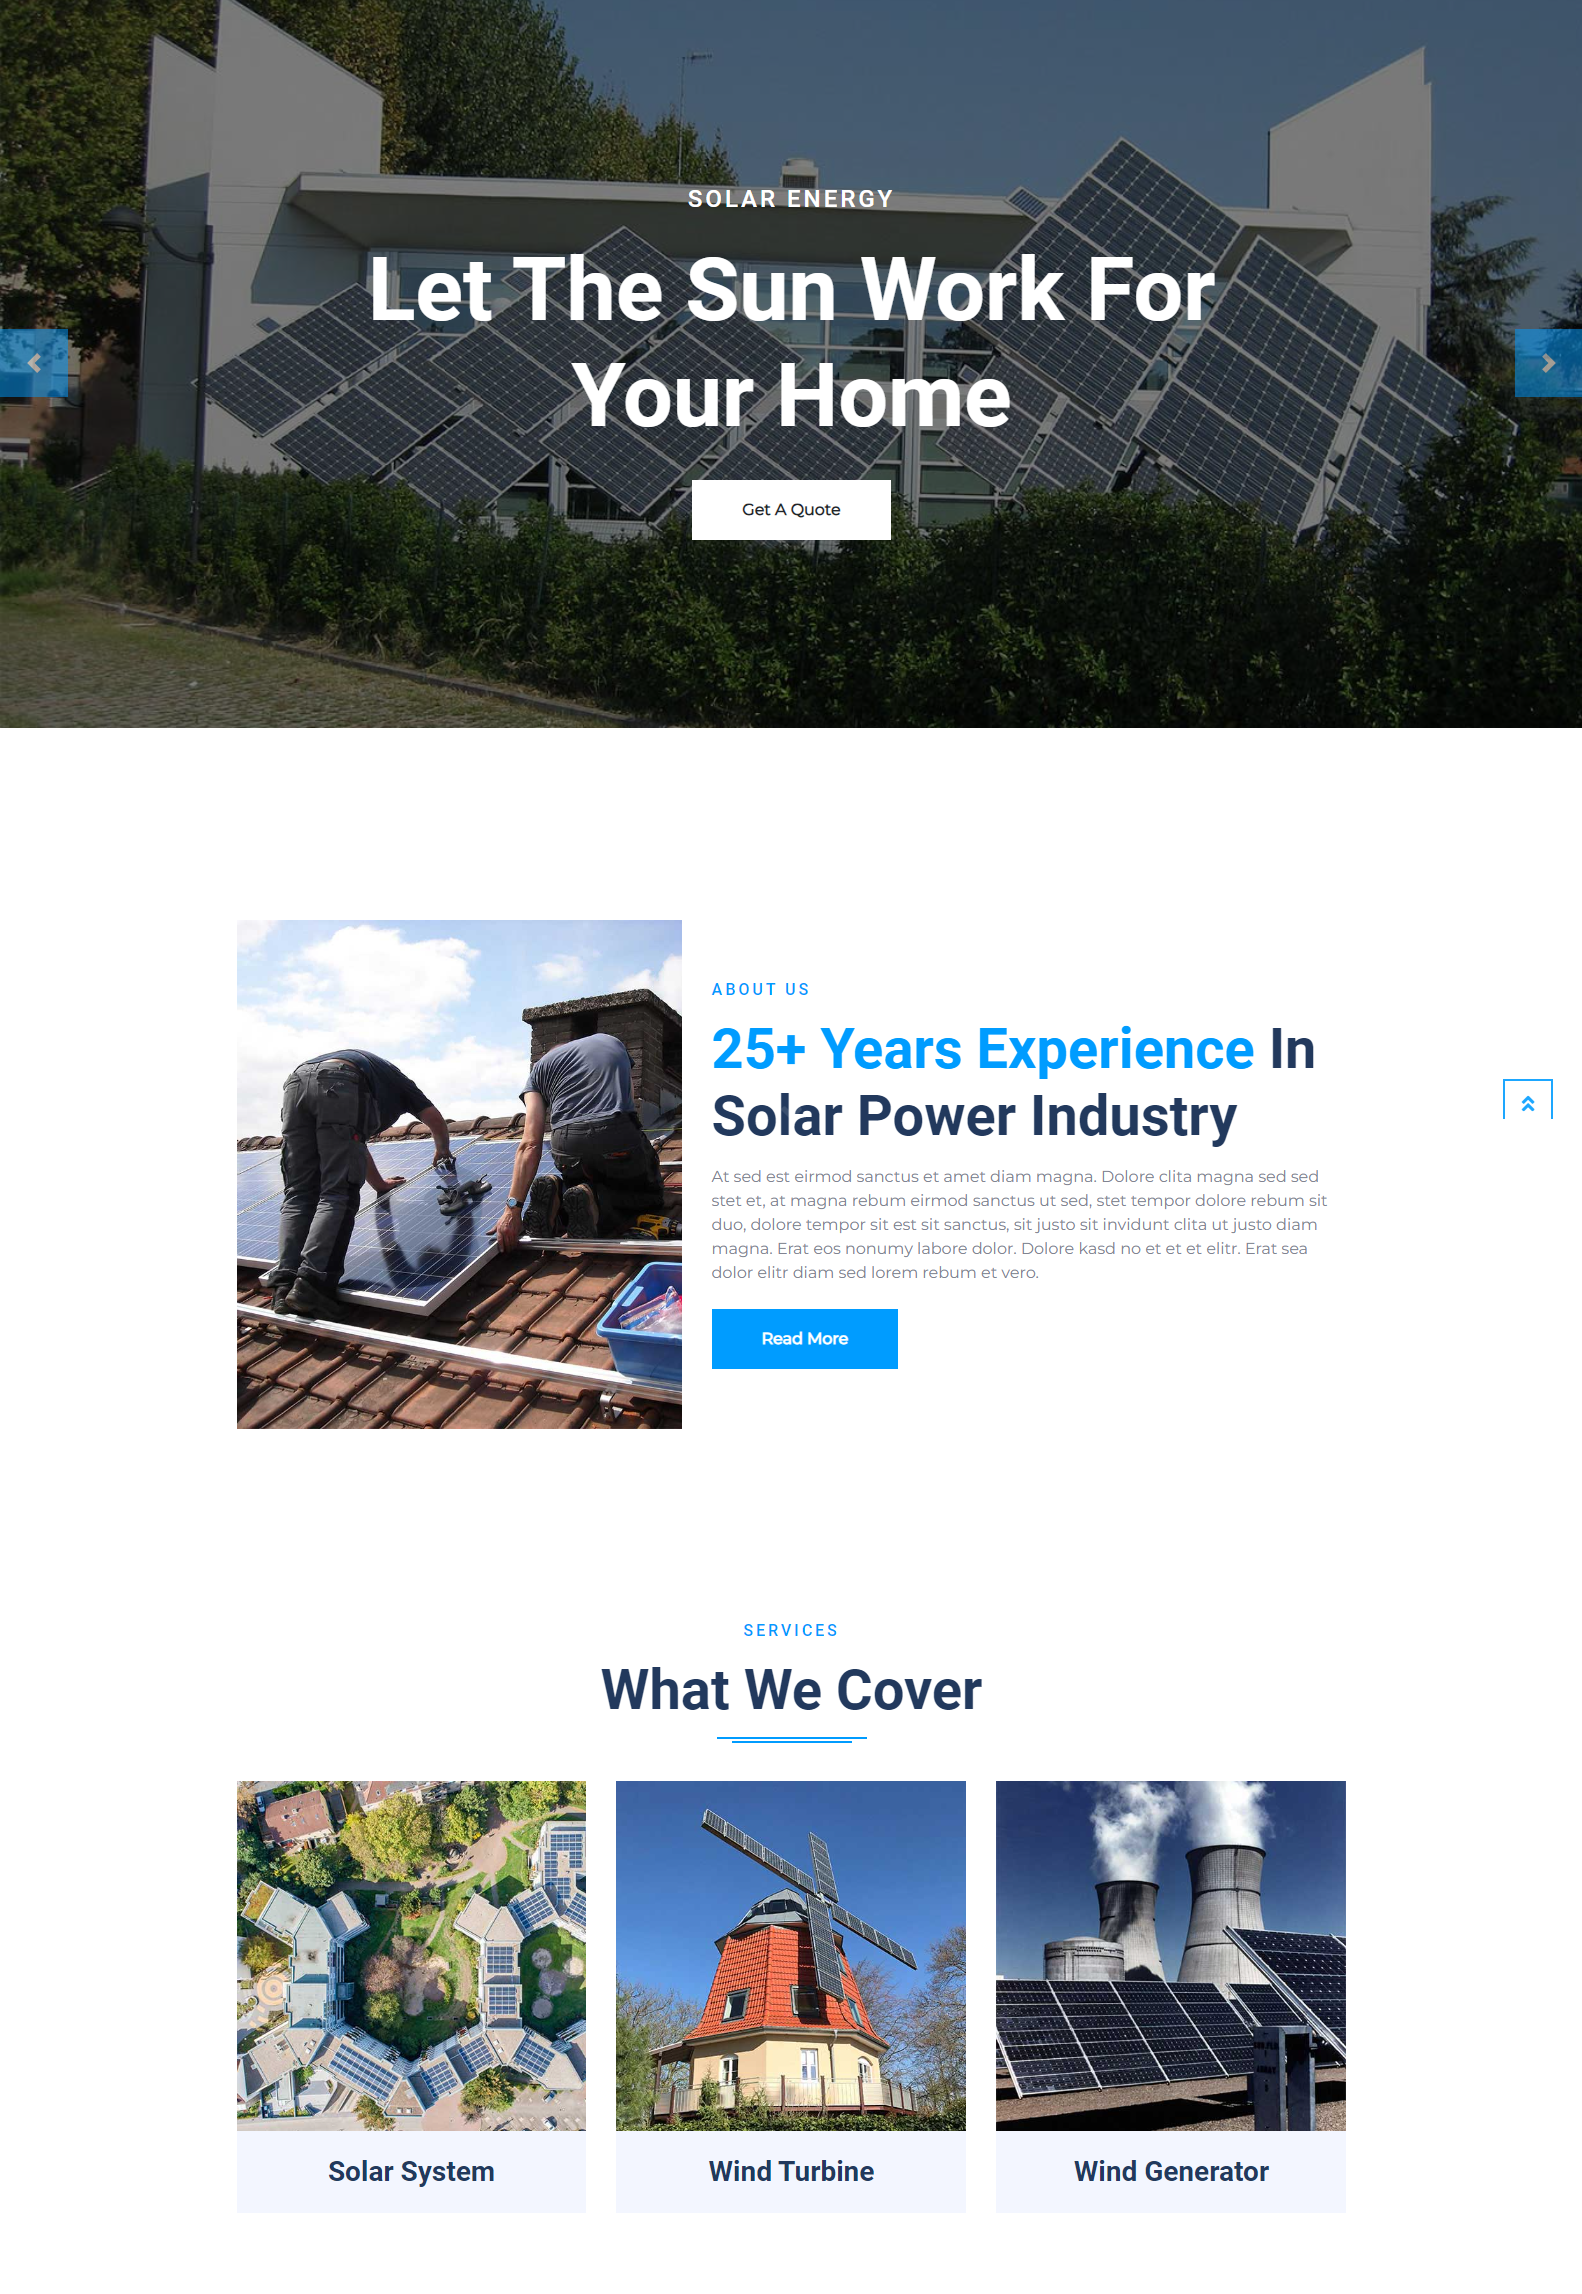 SOLAR ENERGY
Let The Sun Work For
Your Home
Get A Quote
ABOUT US
25+ Years Experience In
Solar Power Industry
At sed est eirmod sanctus et amet diam magna. Dolore clita magna sed sed
stet et, at magna rebum eirmod sanctus ut sed, stet tempor dolore rebum sit
duo, dolore tempor sit est sit sanctus, sit justo sit invidunt clita ut justo diam
magna. Erat eos nonumy labore dolor. Dolore kasd no et et et elitr. Erat sea
dolor elitr diam sed lorem rebum et vero.
Read More
SERVICES
What We Cover
Solar System
Wind Turbine
Wind Generator